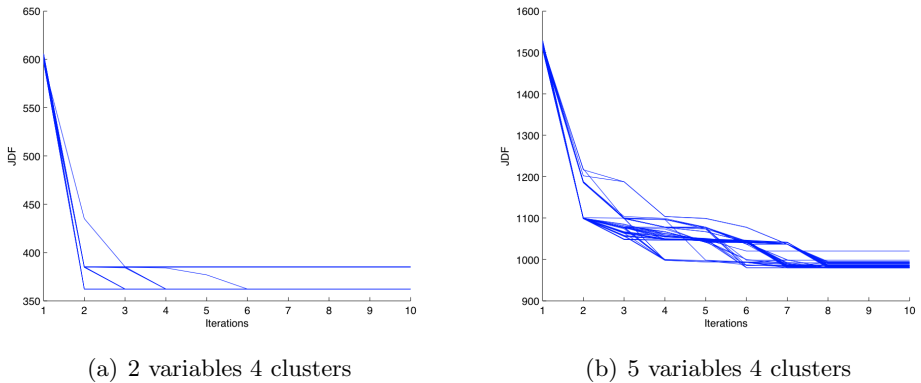 650
600
550
500
450
400
350
JDF
1 2 3 4 5 6 7 8 9 10
Iterations
(a) 2 variables 4 clusters
1600
1500
1400
1300
1200
1100
1000
900
JDF
1 2 3 4 5 6 7 8 9 10
Iterations
(b) 5 variables 4 clusters